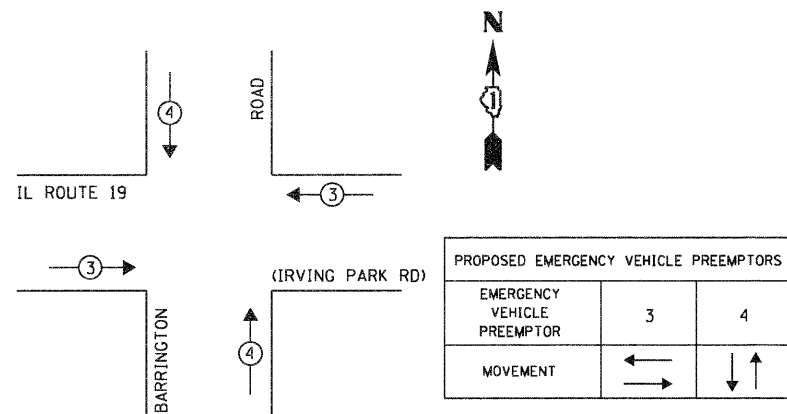 N
1
4
ROAD
IL ROUTE 19
3
3
(IRVING PARK RD)
BARRINGTON
4
PROPOSED EMERGENCY VEHICLE PREEMPTORS
EMERGENCY
VEHICLE
PREEMPTOR
3
4
MOVEMENT